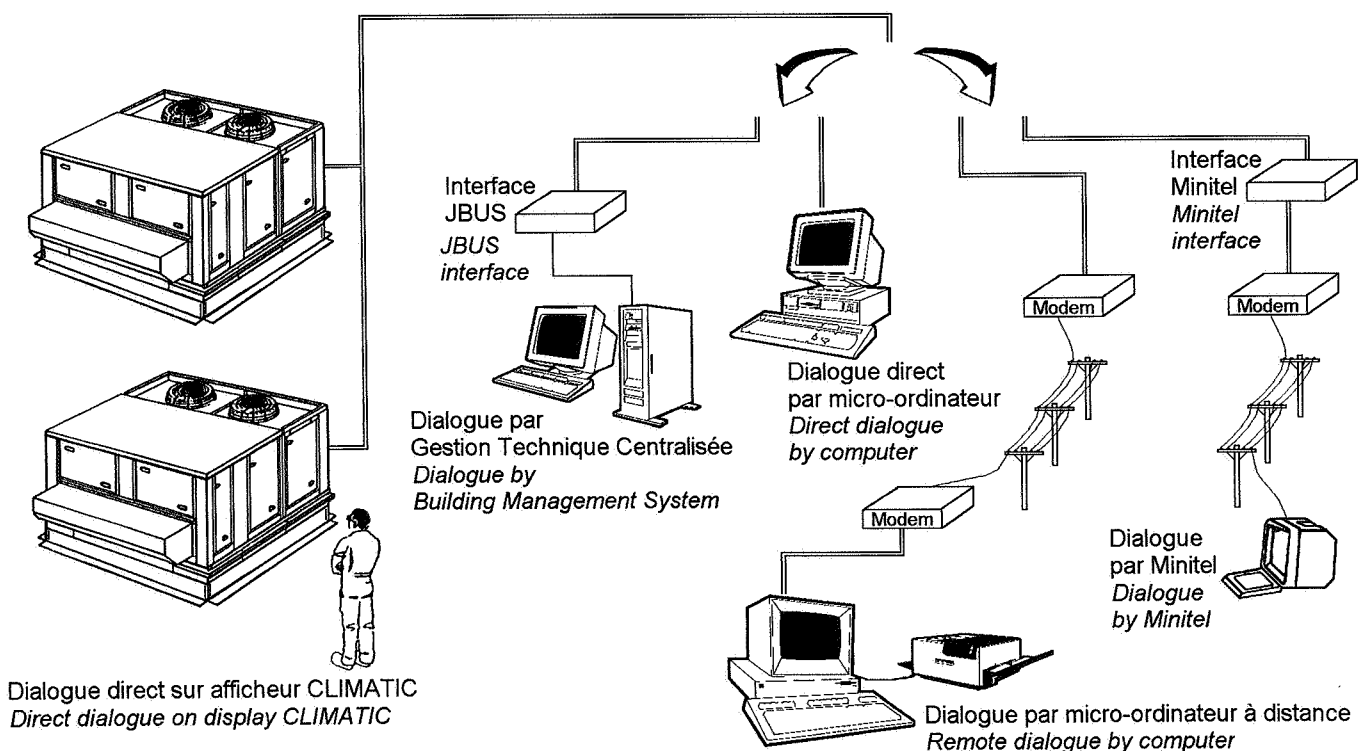 Interface
JBUS
JBUS
interface
Interface
Minitel
Minitel
interface
Modem
Modem
Dialogue par
Gestion Technique Centralisée
Dialogue by
Building Management System
Dialogue direct
par micro-ordinateur
Direct dialogue
by computer
Modem
Dialogue
par Minitel
Dialogue
by Minitel
Dialogue direct sur afficheur CLIMATIC
Direct dialogue on display CLIMATIC
Dialogue par micro-ordinateur à distance
Remote dialogue by computer